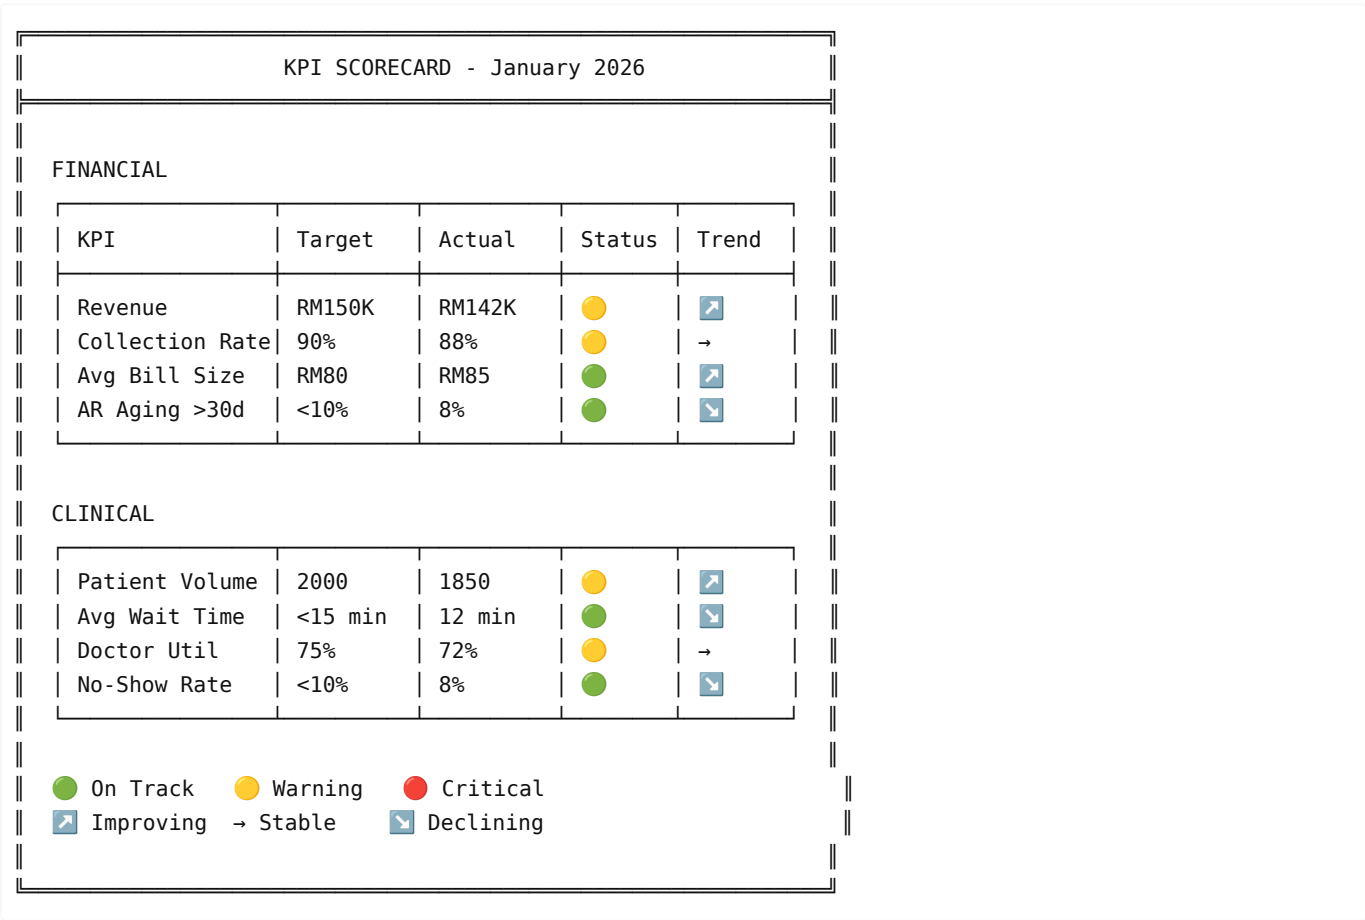 KPI SCORECARD - January 2026
FINANCIAL
KPI Target Actual Status Trend
Revenue RM150K RM142K 🟡 ↗️
Collection Rate 90% 88% 🟡 →
Avg Bill Size RM80 RM85 🟢 ↗️
AR Aging >30d <10% 8% 🟢 ↘️
CLINICAL
Patient Volume 2000 1850 🟡 ↗️
Avg Wait Time <15 min 12 min 🟢 ↘️
Doctor Util 75% 72% 🟡 →
No-Show Rate <10% 8% 🟢 ↘️
🟢 On Track 🟡 Warning 🔴 Critical
↗️ Improving → Stable ↘️ Declining